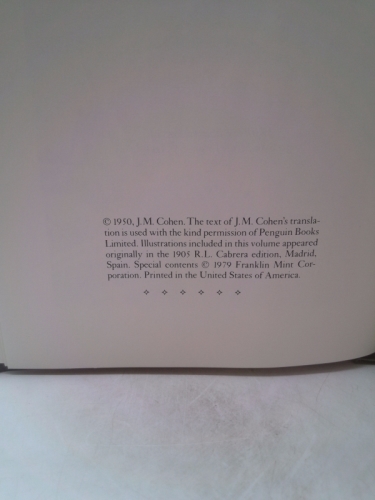 © 1950, J.M. Cohen. The text of J.M. Cohen's transla-
tion is used with the kind permission of Penguin Books
Limited. Illustrations included in this volume appeared
originally in the 1905 R.L. Cabrera edition, Madrid,
Spain. Special contents © 1979 Franklin Mint Cor-
poration. Printed in the United States of America.